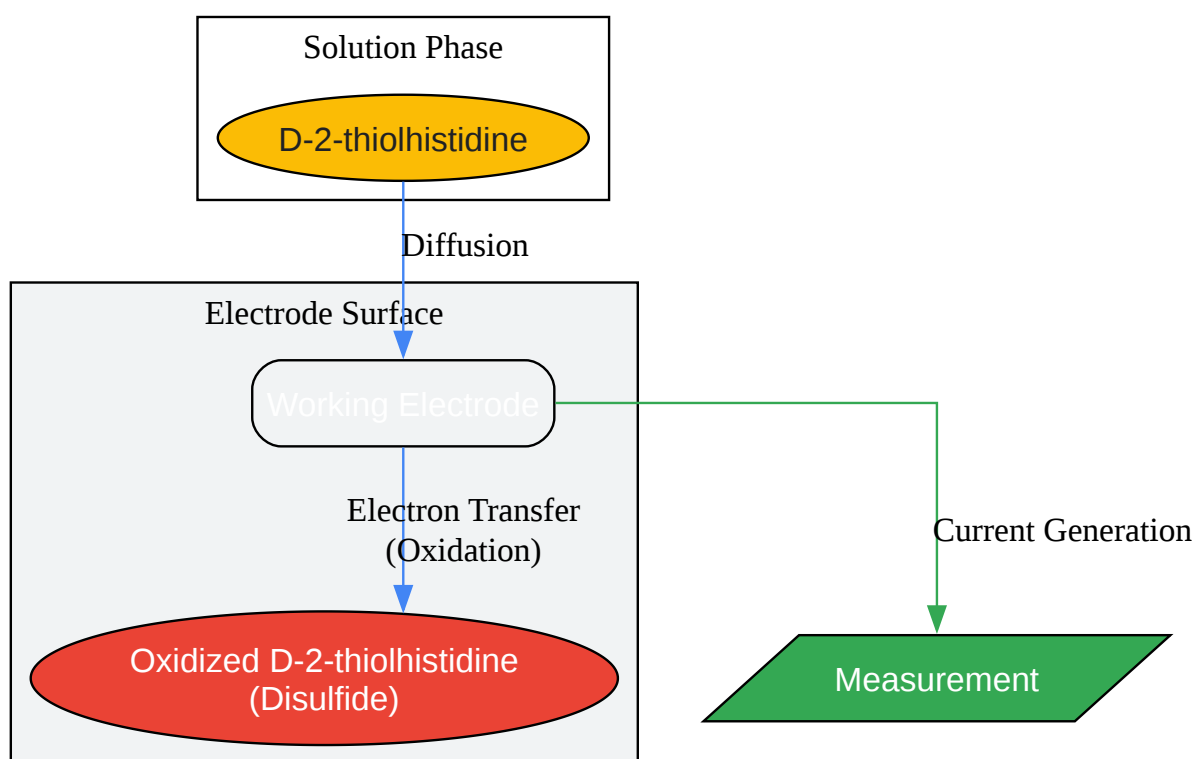 Solution Phase
D-2-thiolhistidine
Diffusion
Electrode Surface
Working Electrode
Electron Transfer
(Oxidation)
Current Generation
Oxidized D-2-thiolhistidine
(Disulfide)
Measurement